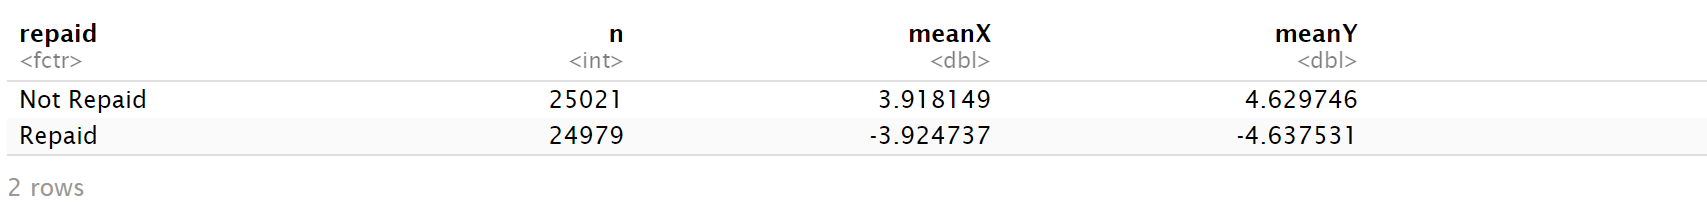 repaid n meanX meanY
<fctr> <int> <dbl> <dbl>
Not Repaid 25021 3.918149 4.629746
Repaid 24979 -3.924737 -4.637531
2 rows